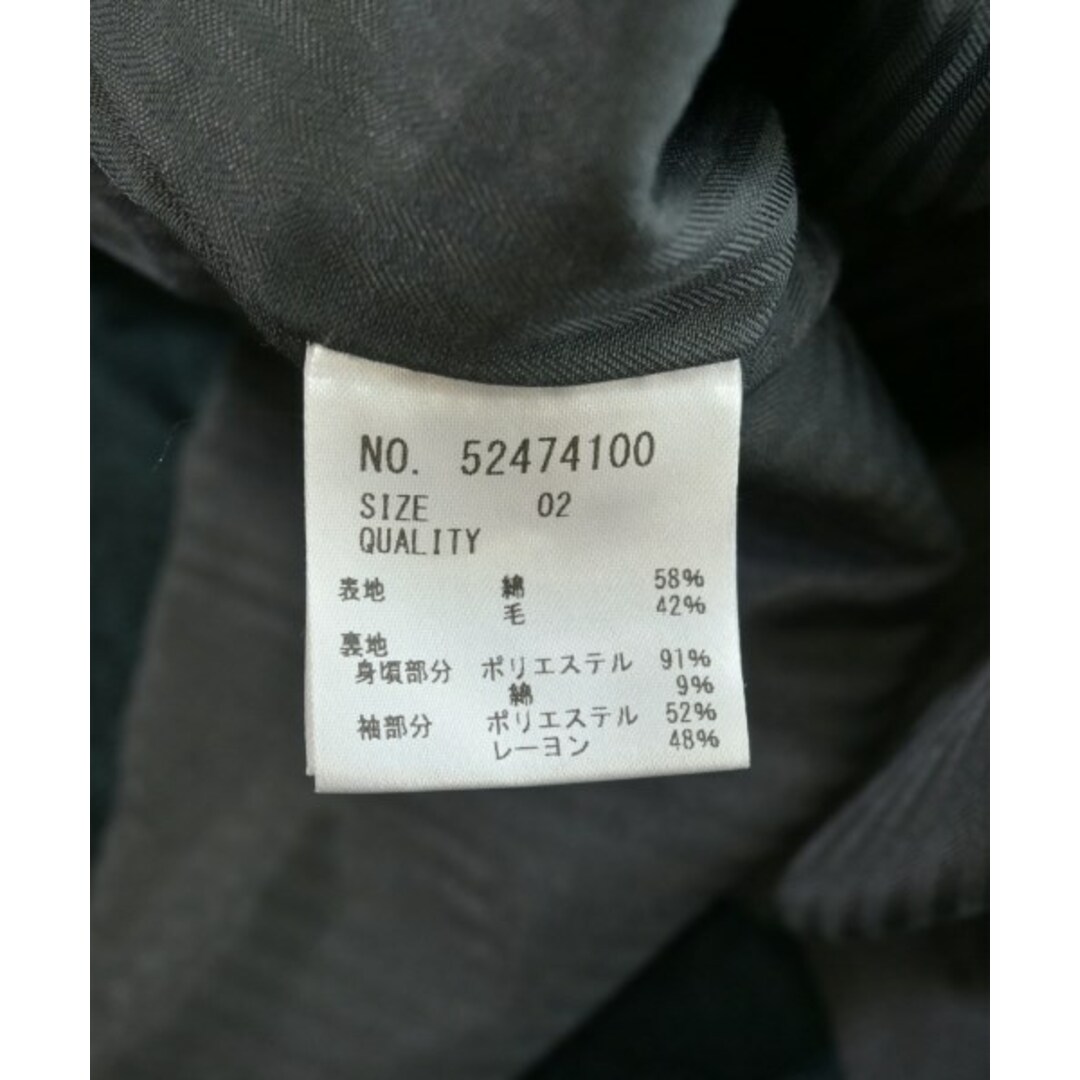 NO. 52474100
SIZE 02
QUALITY
表地 綿 58%
毛 42%
裏地
身頃部分 ポリエステル 91%
綿 9%
袖部分 ポリエステル 52%
レーヨン 48%